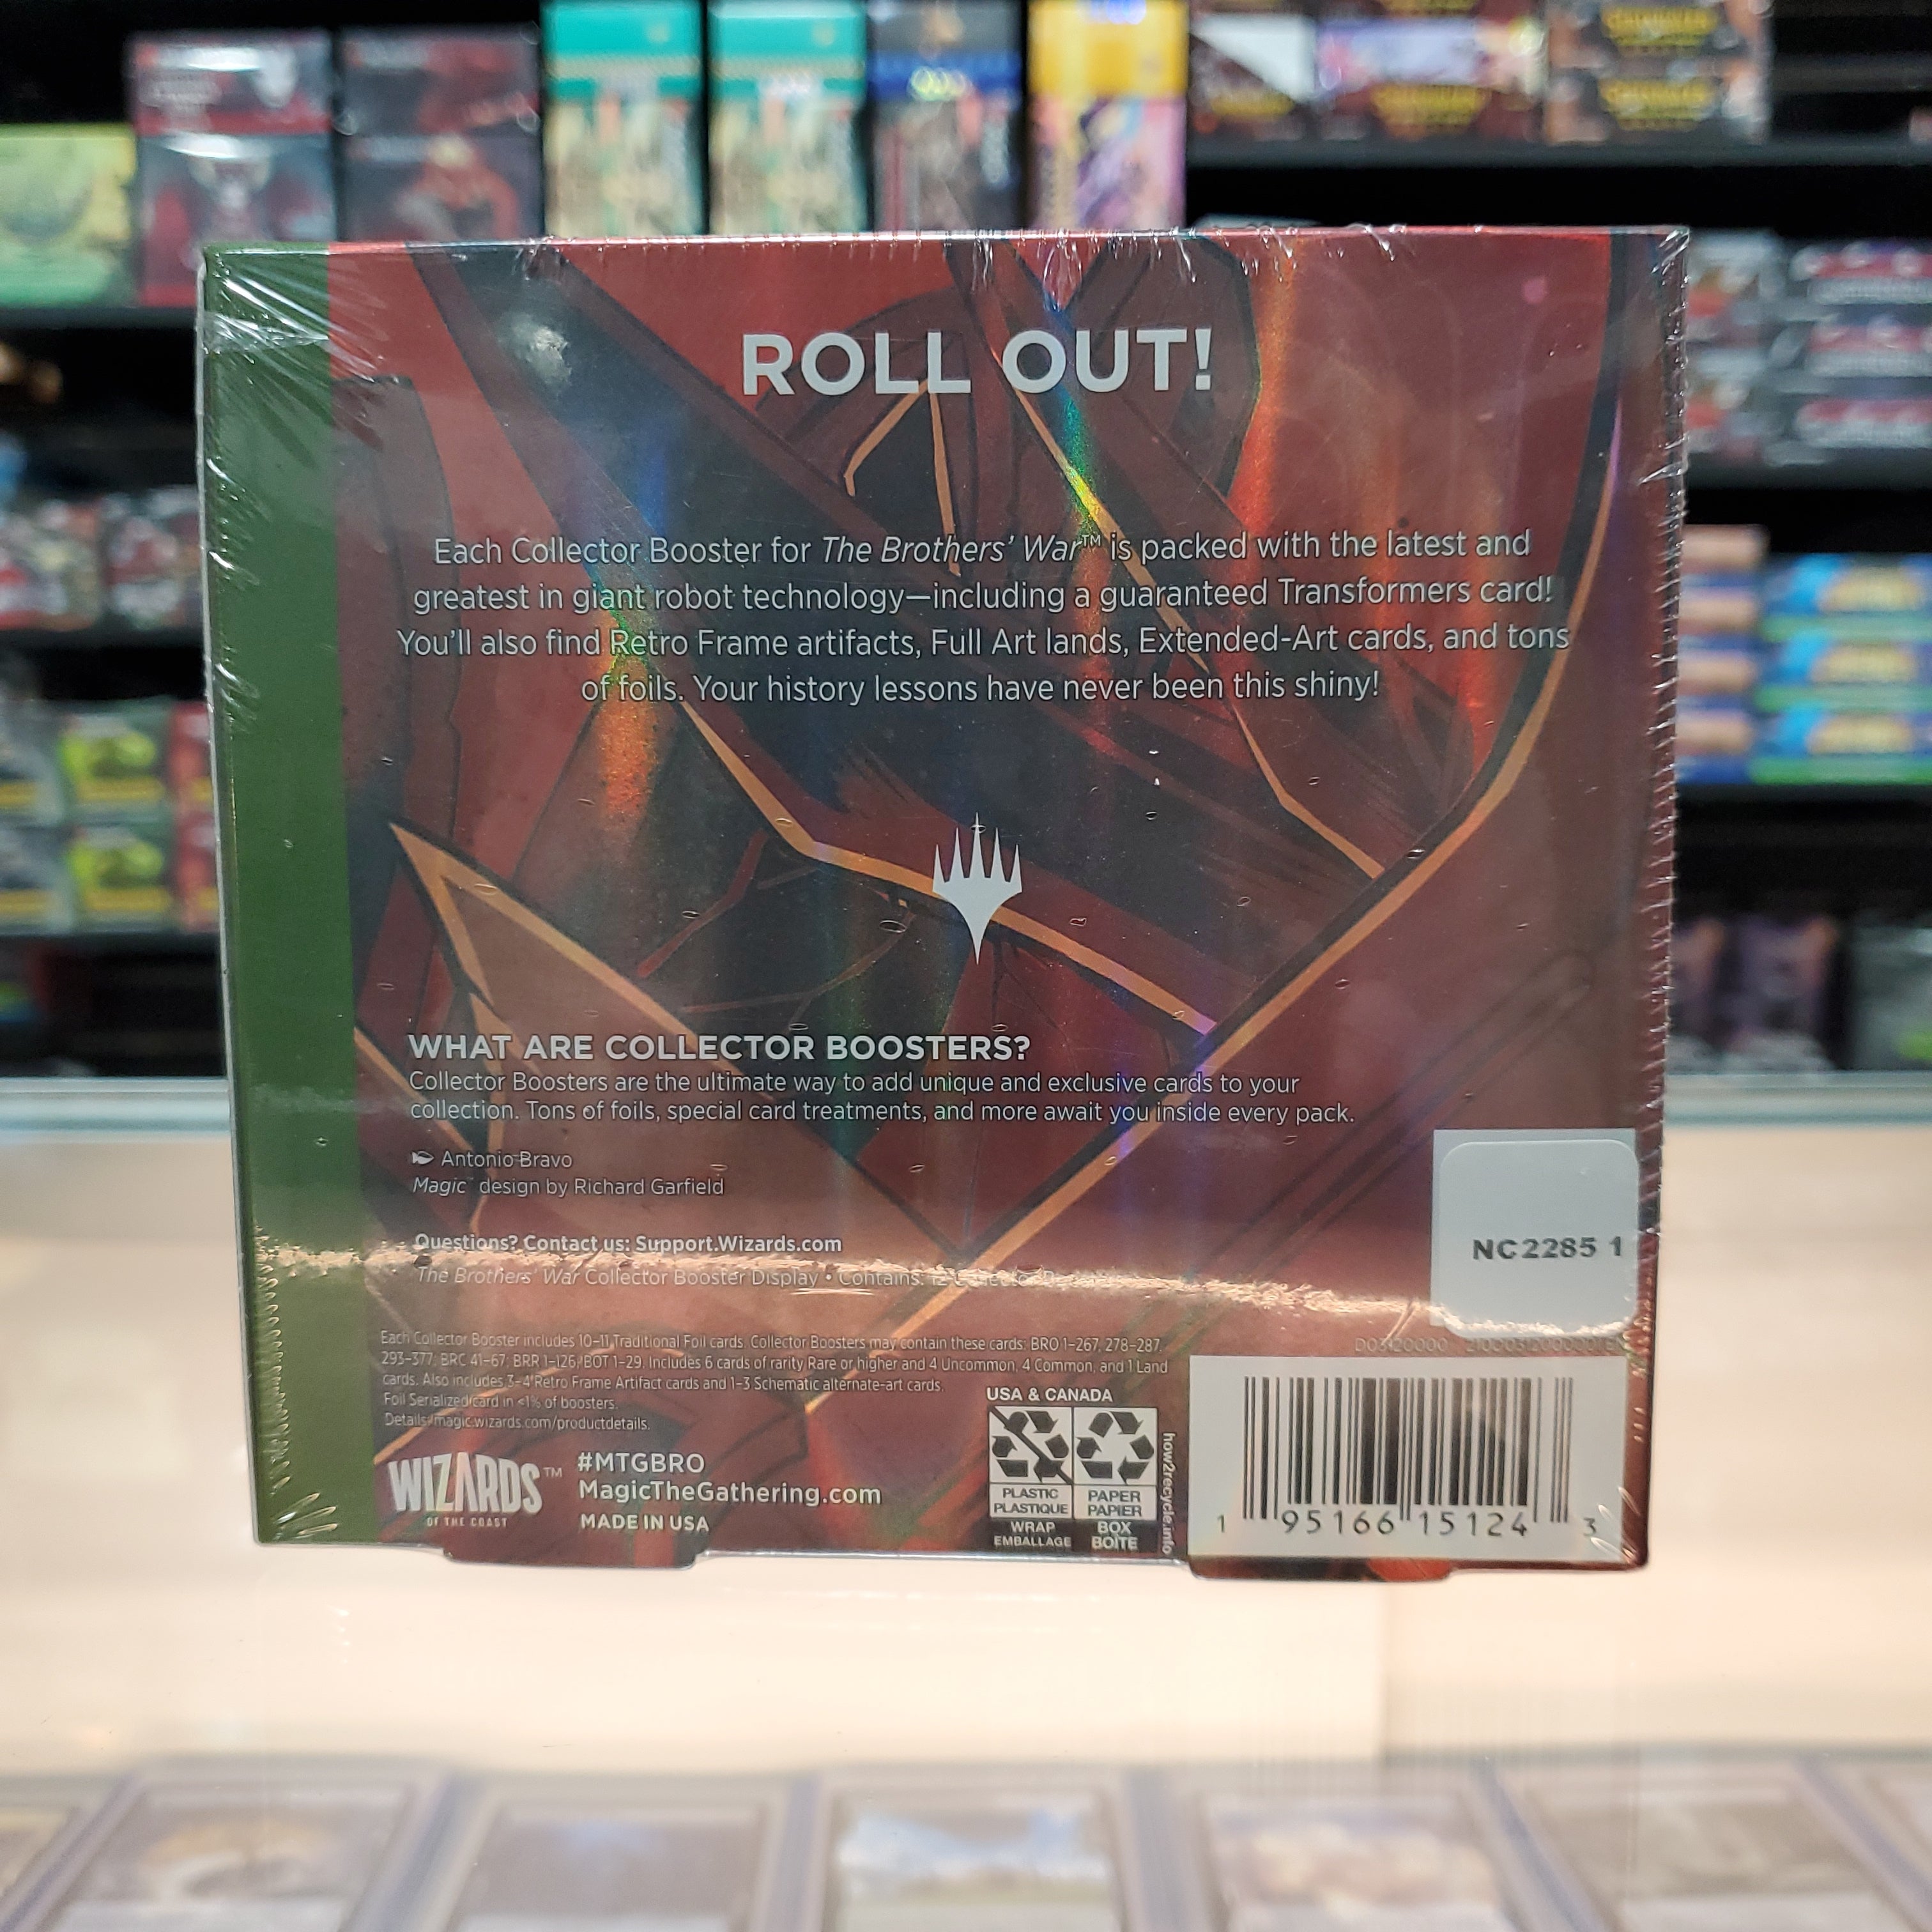 ROLL OUT!
Each Collector Booster for The Brothers' War™ is packed with the latest and
greatest in giant robot technology—including a guaranteed Transformers card!
You'll also find Retro Frame artifacts, Full Art lands, Extended-Art cards, and tons
of foils. Your history lessons have never been this shiny!
WHAT ARE COLLECTOR BOOSTERS?
Collector Boosters are the ultimate way to add unique and exclusive cards to your
collection. Tons of foils, special card treatments, and more await you inside every pack.
Antonio Bravo
Magic™ design by Richard Garfield
Questions? Contact us: Support.Wizards.com
The Brothers' War Collector Booster Display • Contains: 12 Collector
NC2285 1
Each Collector Booster includes 10–11 Traditional Foil cards. Collector Boosters may contain these cards: BRO 1–267, 278–287,
293–377; BRC 41–67; BRR 1–126; BOT 1–29. Includes 6 cards of rarity Rare or higher and 4 Uncommon, 4 Common, and 1 Land
cards. Also includes 3–4 Retro Frame Artifact cards and 1–3 Schematic alternate-art cards.
Foil Serialized card in <1% of boosters.
Details: magic.wizards.com/productdetails.
D03120000
WIZARDS™
OF THE COAST
#MTGBRO
MagicTheGathering.com
MADE IN USA
USA & CANADA
PLASTIC
PLASTIQUE
WRAP
EMBALLAGE
PAPER
PAPIER
BOX
BOÎTE
how2recycle.info
1 95166 15124 3